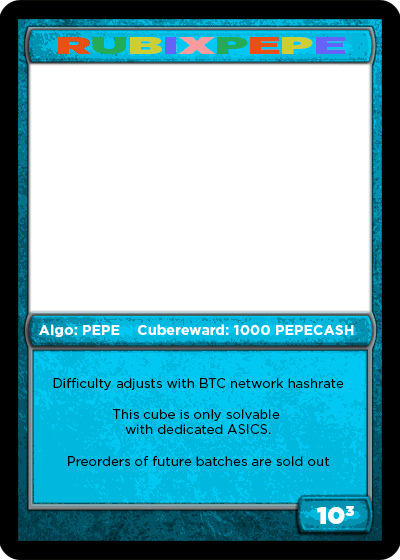 RUBIXPEPE
Algo: PEPE Cubereward: 1000 PEPECASH
Difficulty adjusts with BTC network hashrate
This cube is only solvable
with dedicated ASICS.
Preorders of future batches are sold out
10³